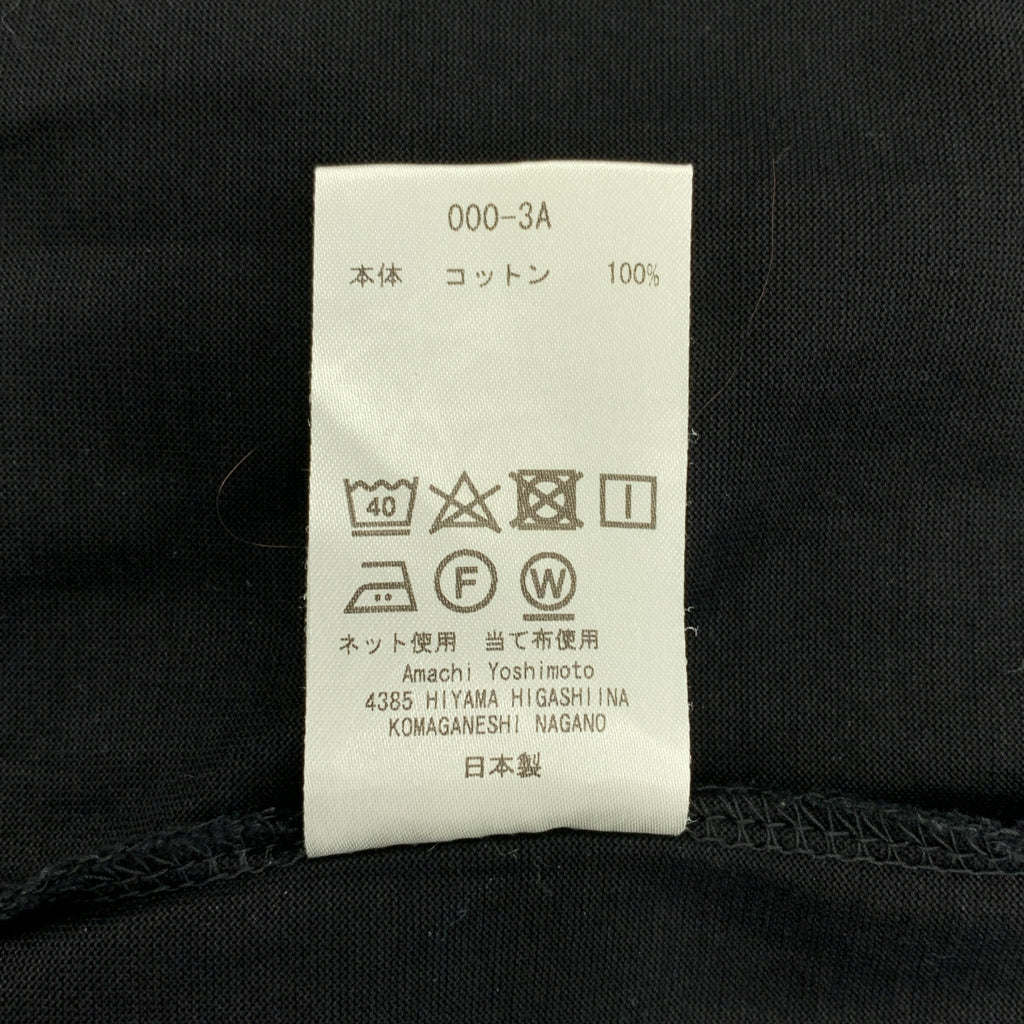 000-3A
本体 コットン 100%
40
F W
ネット使用 当て布使用
Amachi Yoshimoto
4385 HIYAMA HIGASHIINA
KOMAGANESHI NAGANO
日本製